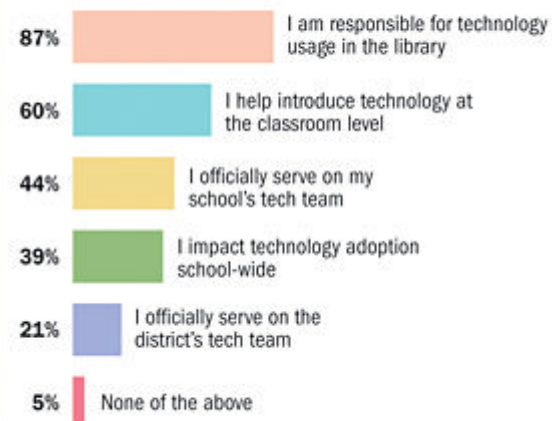 87%
I am responsible for technology
usage in the library
60%
I help introduce technology at
the classroom level
44%
I officially serve on my
school's tech team
39%
I impact technology adoption
school-wide
21%
I officially serve on the
district's tech team
5%
None of the above